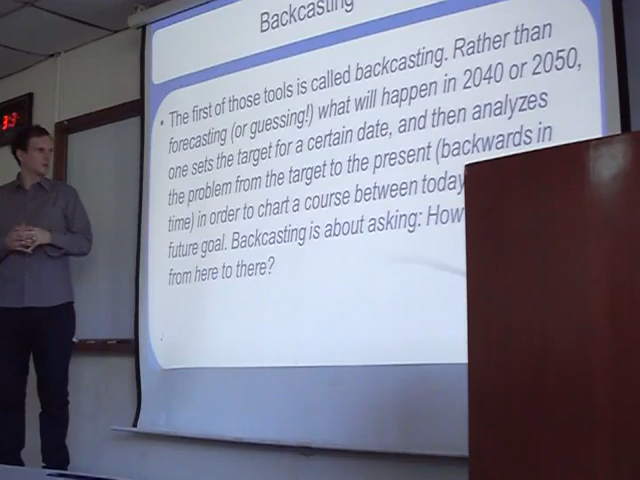 Backcasting
• The first of those tools is called backcasting. Rather than
forecasting (or guessing!) what will happen in 2040 or 2050,
one sets the target for a certain date, and then analyzes
the problem from the target to the present (backwards in
time) in order to chart a course between today
future goal. Backcasting is about asking: How
from here to there?